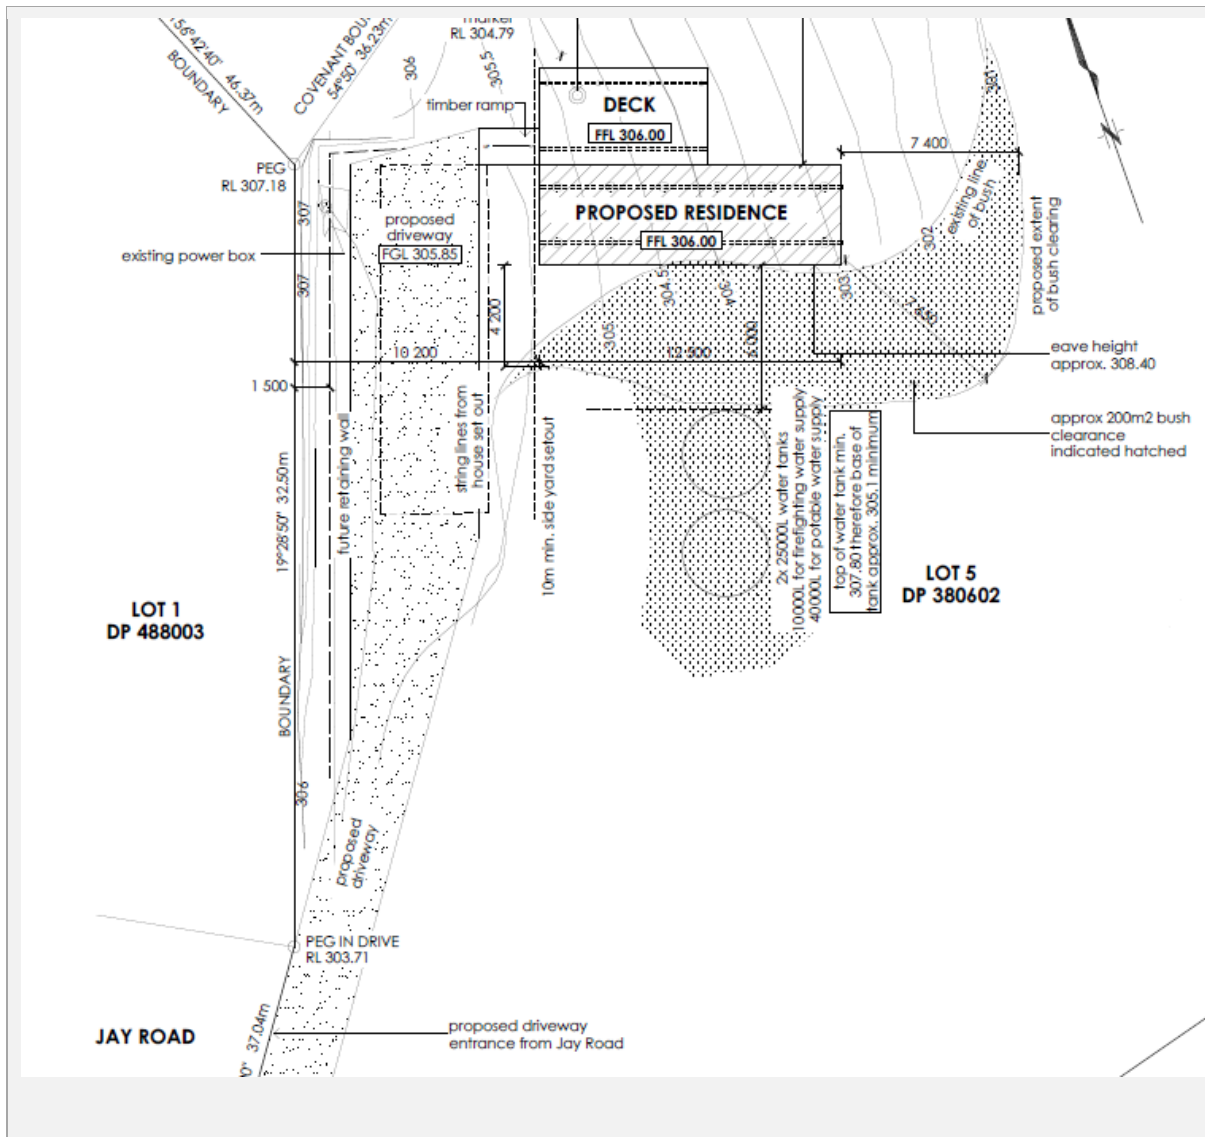 156°42'40" 46.37m
BOUNDARY
COVENANT BOU
54°50' 36.23m
marker
RL 304.79
306
305.5
timber ramp
DECK
FFL 306.00
301
7 400
PEG
RL 307.18
existing line
of bush
proposed extent
of bush clearing
307
proposed
driveway
FGL 305.85
PROPOSED RESIDENCE
FFL 306.00
302
existing power box
307
4 200
304.5
304
303
305
10 200
12 500
6 000
eave height
approx. 308.40
1 500
future retaining wall
string lines from
house set out
10m min. side yard setout
2x 25000L water tanks
10000L for firefighting water supply
40000L for potable water supply
top of water tank min.
307.80 therefore base of
tank approx. 305.1 minimum
approx 200m2 bush
clearance
indicated hatched
19°28'50" 32.50m
LOT 1
DP 488003
LOT 5
DP 380602
BOUNDARY
306
proposed
driveway
PEG IN DRIVE
RL 303.71
JAY ROAD
0" 37.04m
proposed driveway
entrance from Jay Road